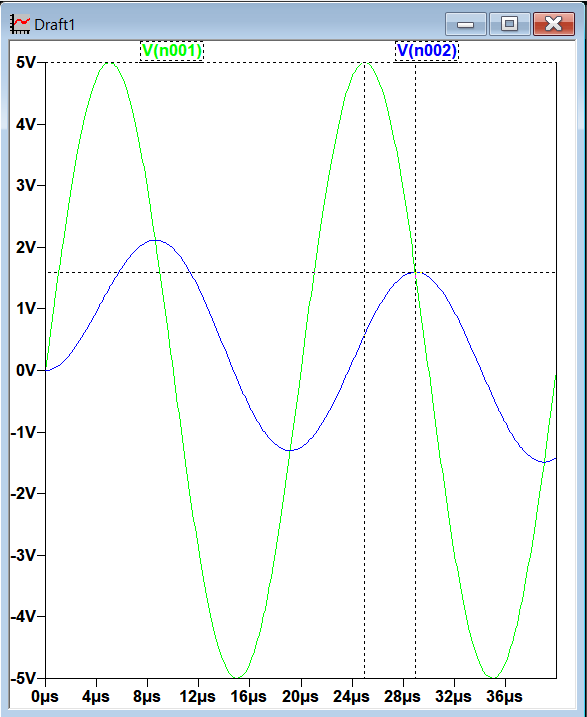 Draft1
V(n001) V(n002)
5V
4V
3V
2V
1V
0V
-1V
-2V
-3V
-4V
-5V
0µs 4µs 8µs 12µs 16µs 20µs 24µs 28µs 32µs 36µs